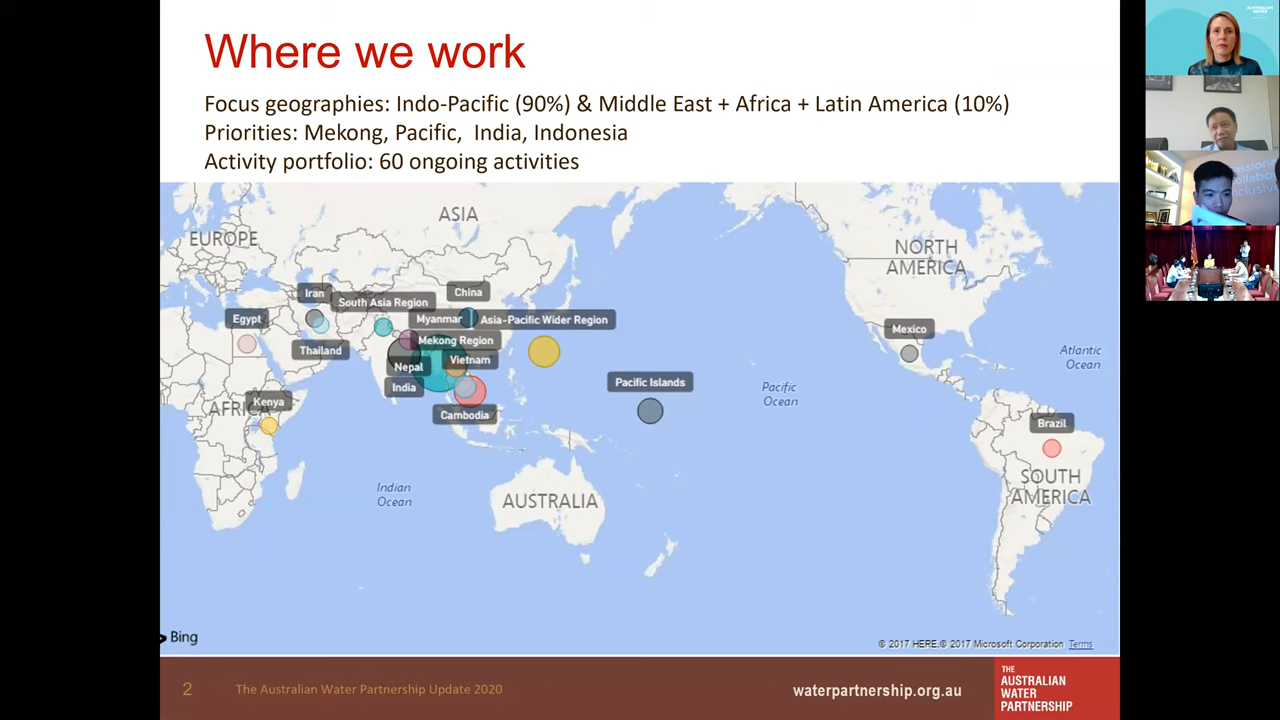 Where we work
Focus geographies: Indo-Pacific (90%) & Middle East + Africa + Latin America (10%)
Priorities: Mekong, Pacific, India, Indonesia
Activity portfolio: 60 ongoing activities
ASIA
EUROPE
NORTH
AMERICA
Iran
China
South Asia Region
Egypt
Myanmar
Asia-Pacific Wider Region
Mexico
Thailand
Mekong Region
Atlantic
Ocean
Nepal
Vietnam
India
Pacific Islands
Pacific
Ocean
Kenya
AFRICA
Cambodia
Brazil
Indian
Ocean
AUSTRALIA
SOUTH
AMERICA
Bing
© 2017 HERE,© 2017 Microsoft Corporation Terms
2
The Australian Water Partnership Update 2020
waterpartnership.org.au
THE
AUSTRALIAN
WATER
PARTNERSHIP
AUSTRALIAN
WATER